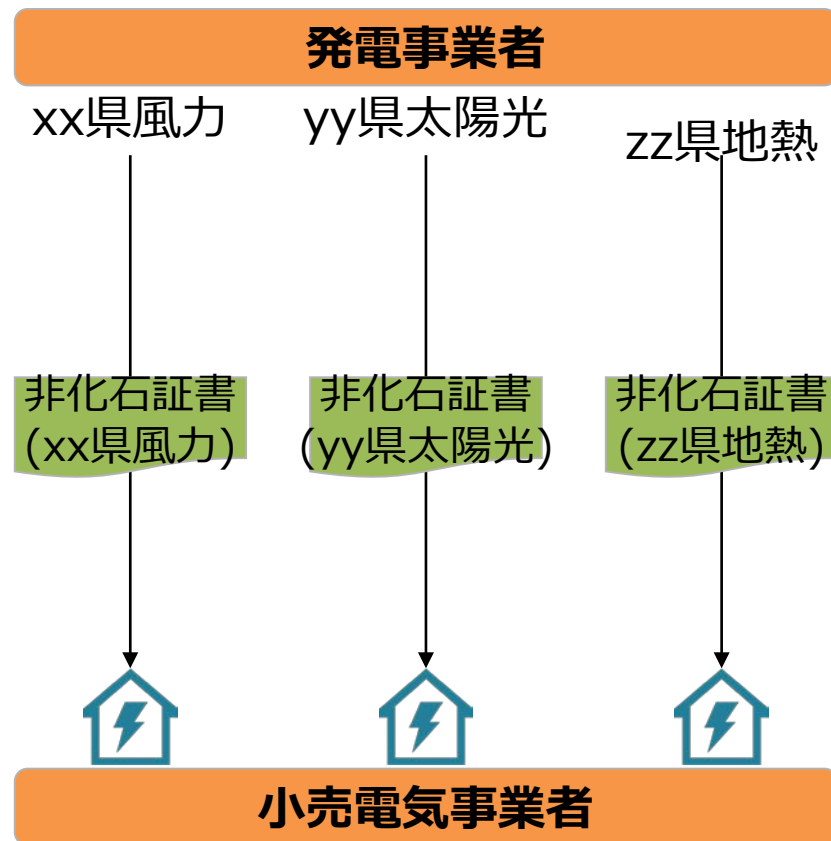 発電事業者
xx県風力
yy県太陽光
zz県地熱
非化石証書
(xx県風力)
非化石証書
(yy県太陽光)
非化石証書
(zz県地熱)
小売電気事業者